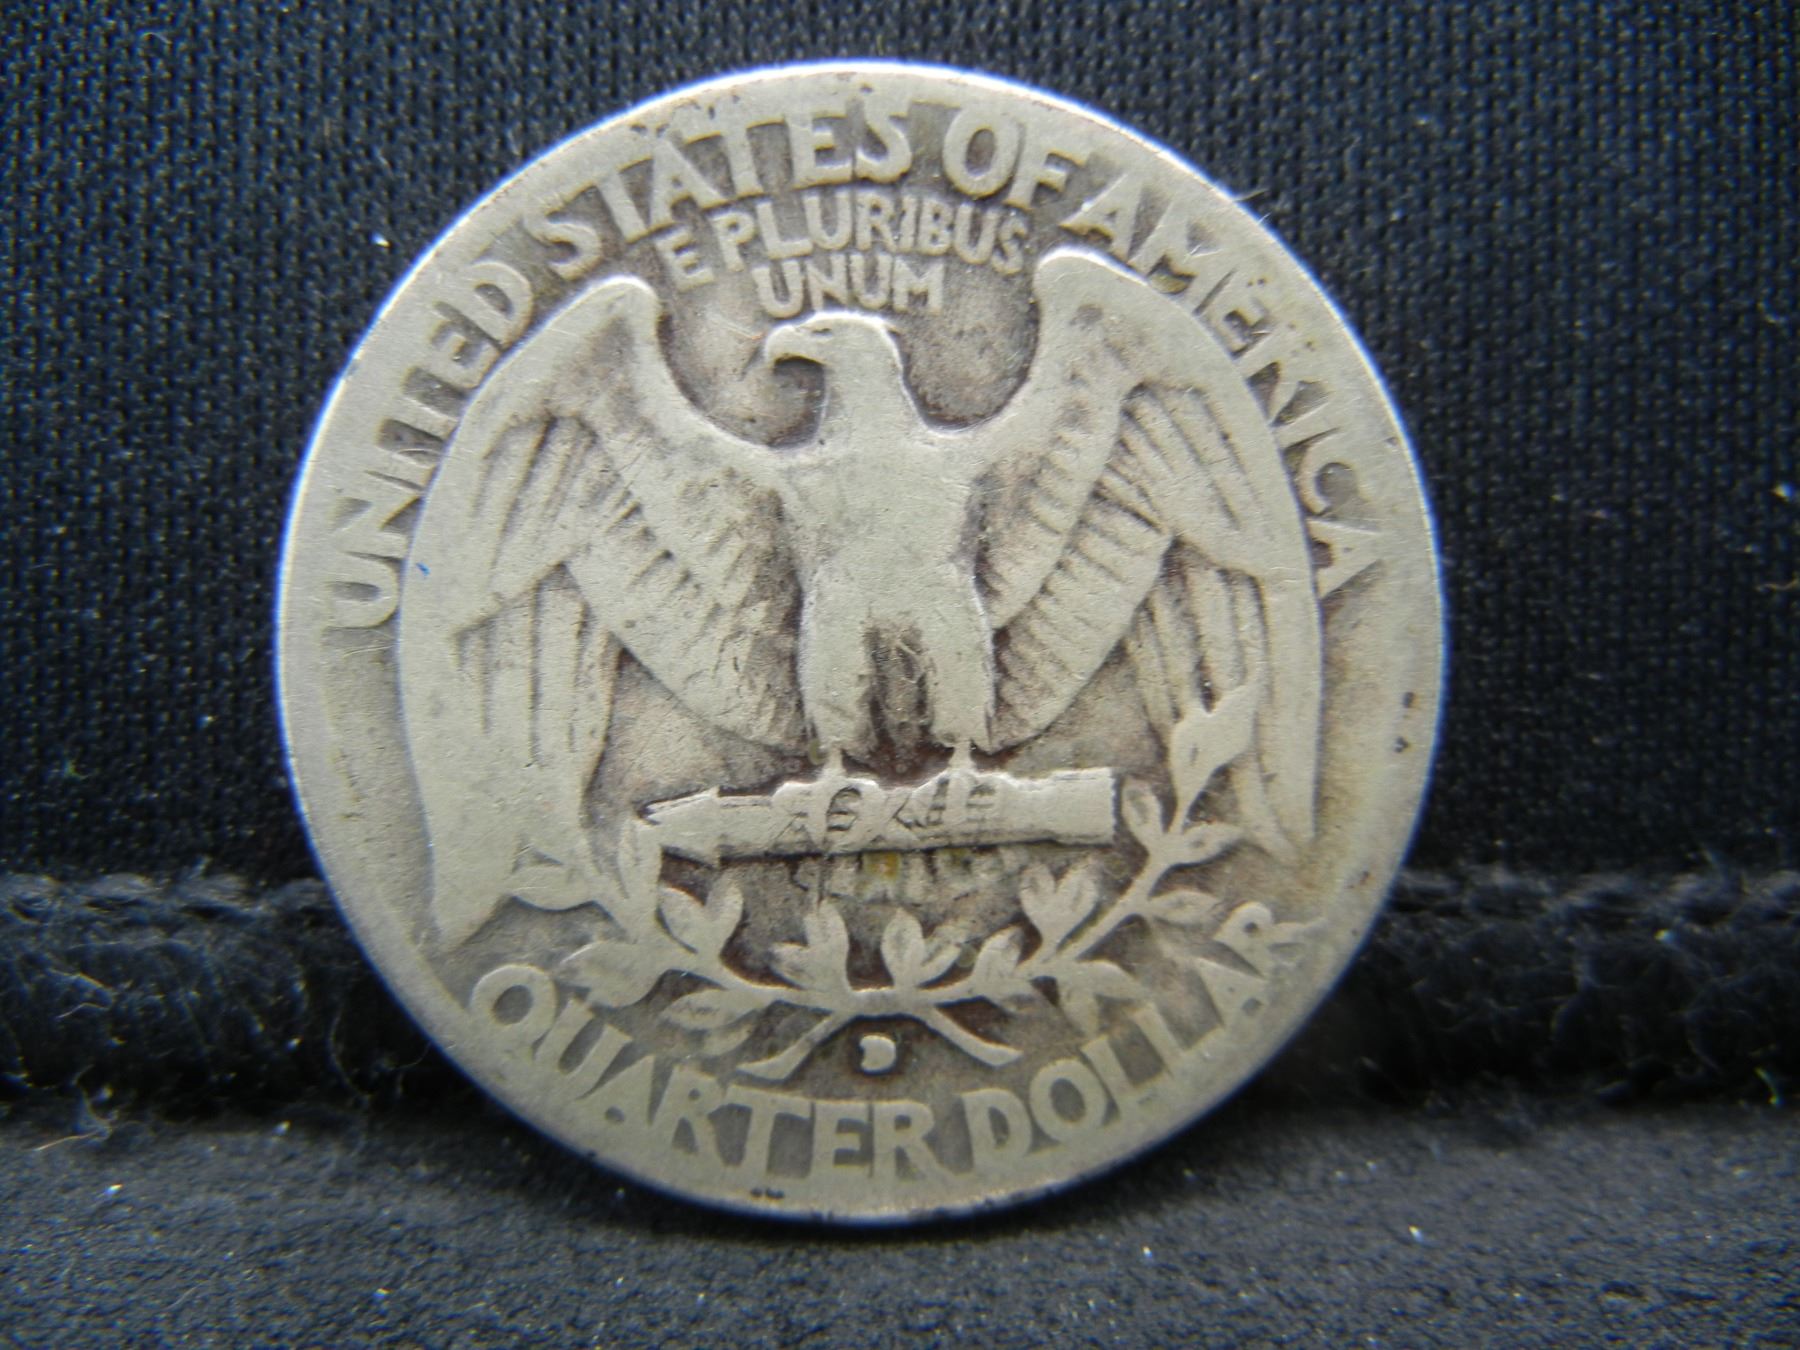 UNITED STATES OF AMERICA
E PLURIBUS
UNUM
D
QUARTER DOLLAR